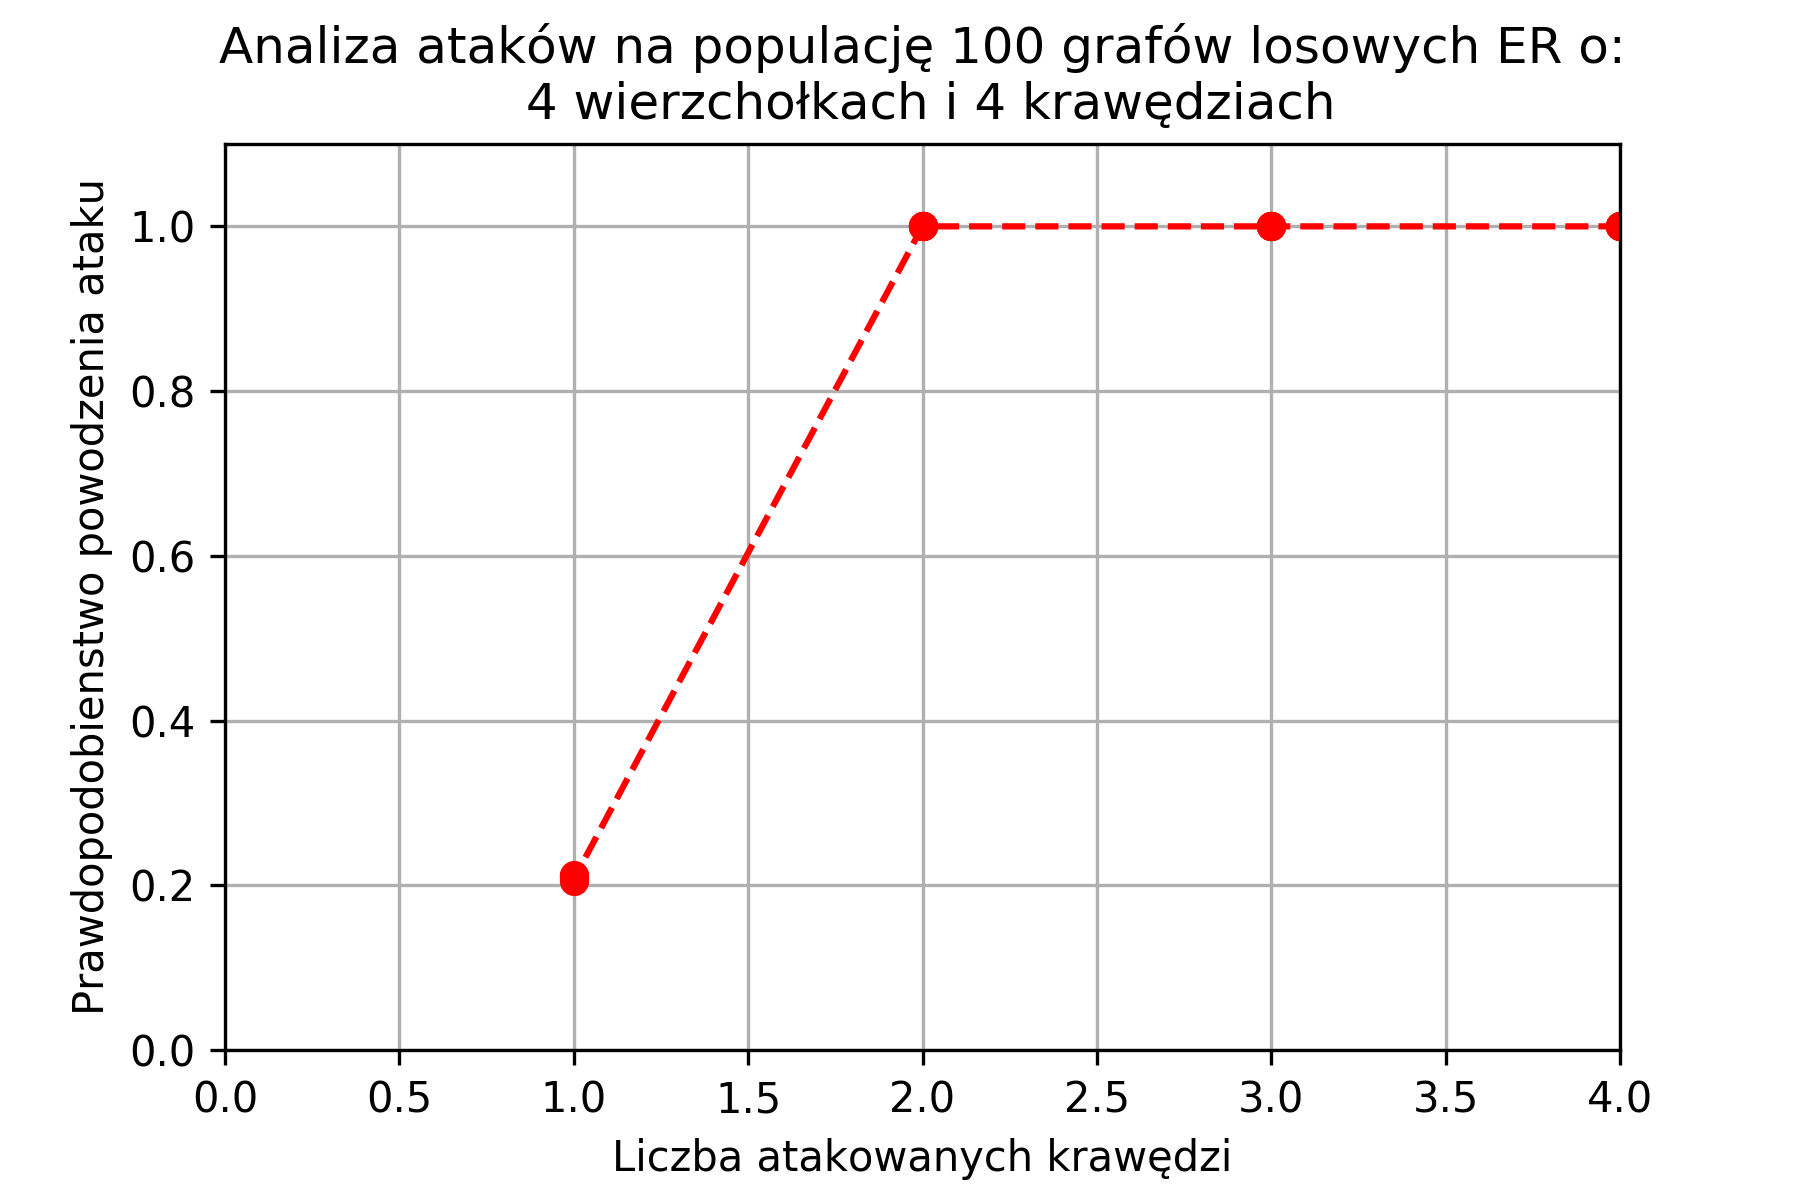 Analiza ataków na populację 100 grafów losowych ER o:
4 wierzchołkach i 4 krawędziach
Prawdopodobienstwo powodzenia ataku
1.0
0.8
0.6
0.4
0.2
0.0
0.0 0.5 1.0 1.5 2.0 2.5 3.0 3.5 4.0
Liczba atakowanych krawędzi